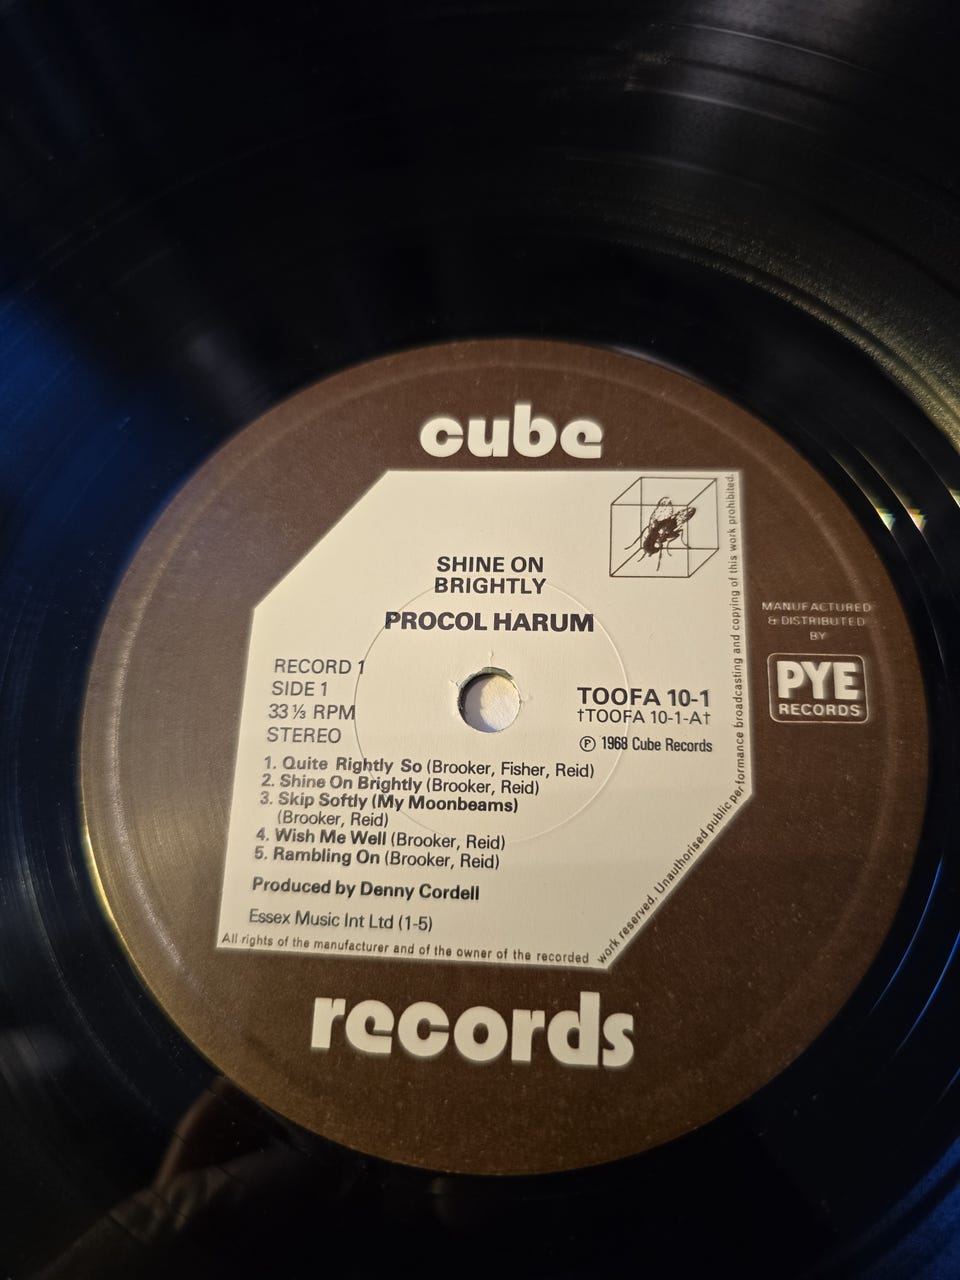 cube
SHINE ON
BRIGHTLY
PROCOL HARUM
RECORD 1
SIDE 1
33 ⅓ RPM
STEREO
TOOFA 10-1
†TOOFA 10-1-A†
℗ 1968 Cube Records
1. Quite Rightly So (Brooker, Fisher, Reid)
2. Shine On Brightly (Brooker, Reid)
3. Skip Softly (My Moonbeams)
(Brooker, Reid)
4. Wish Me Well (Brooker, Reid)
5. Rambling On (Brooker, Reid)
Produced by Denny Cordell
Essex Music Int Ltd (1-5)
All rights of the manufacturer and of the owner of the recorded
work reserved. Unauthorised public performance broadcasting and copying of this work prohibited.
MANUFACTURED
& DISTRIBUTED
BY
PYE
RECORDS
records